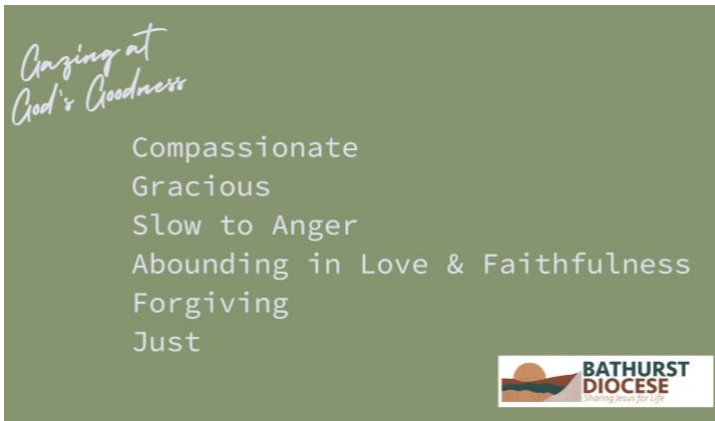 Gazing at
God's Goodness
Compassionate
Gracious
Slow to Anger
Abounding in Love & Faithfulness
Forgiving
Just
BATHURST
DIOCESE
Sharing Jesus for Life